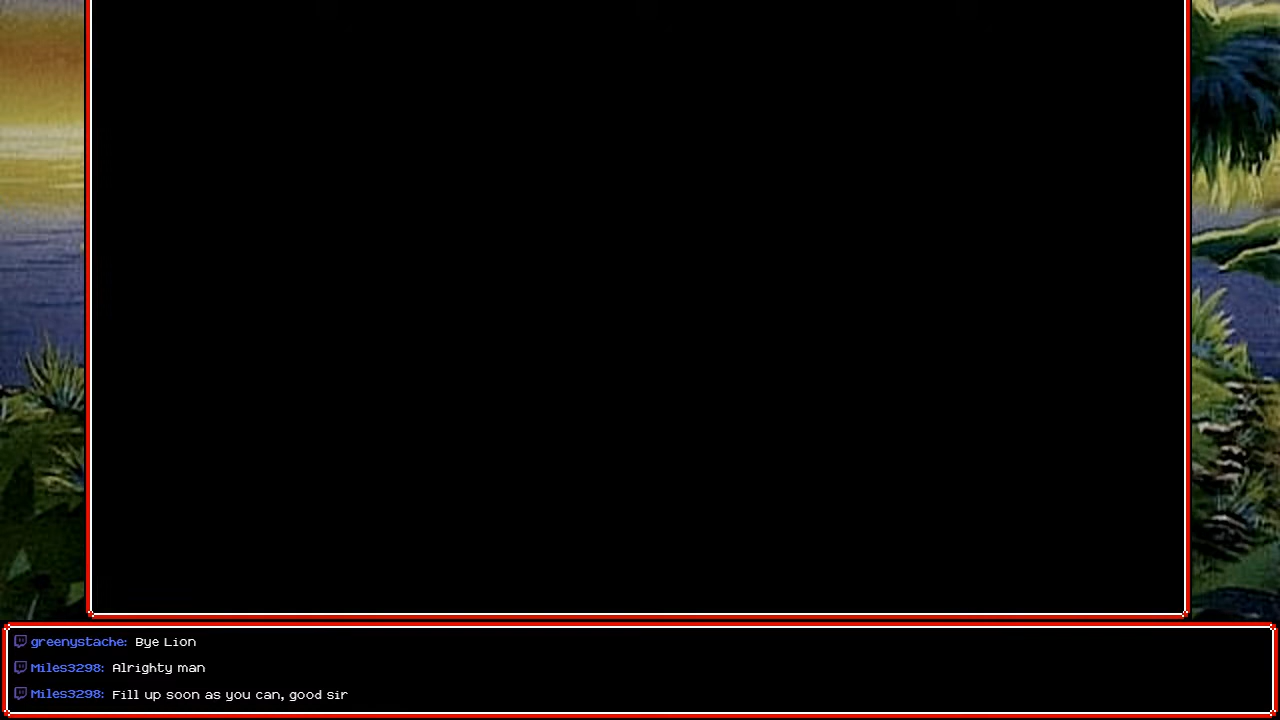 greenystache: Bye Lion
Miles3298: Alrighty man
Miles3298: Fill up soon as you can, good sir